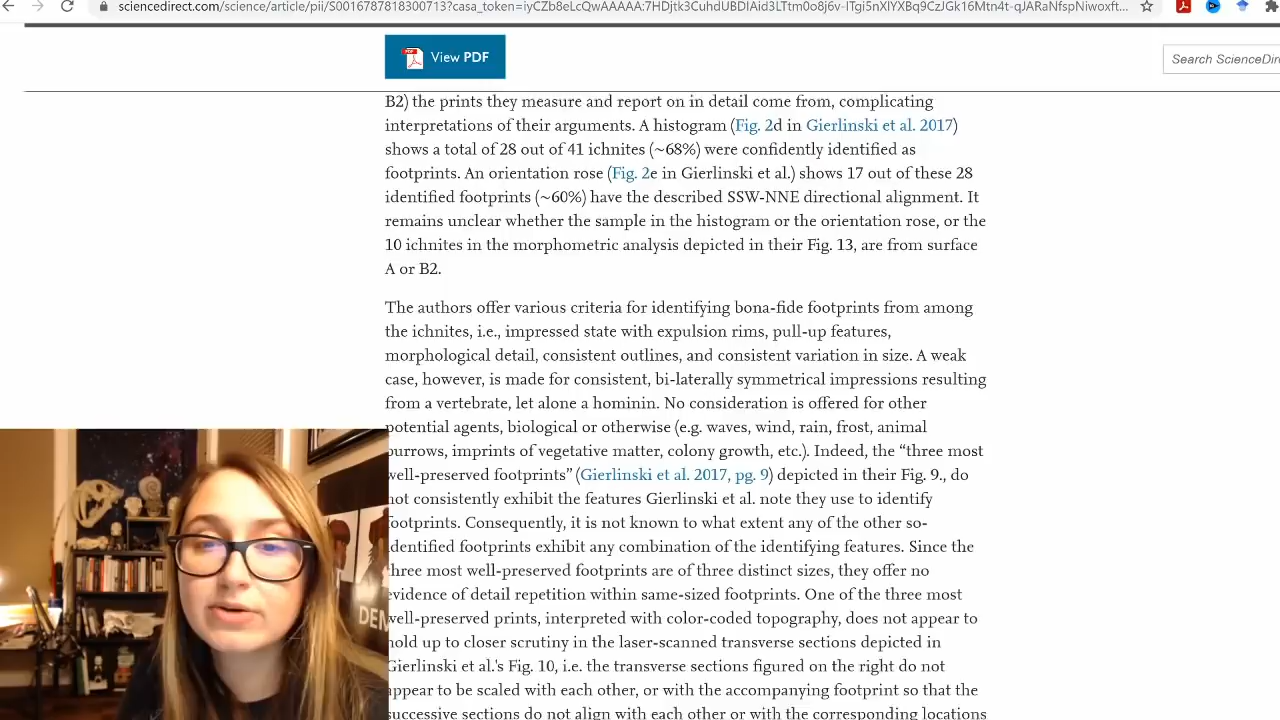 sciencedirect.com/science/article/pii/S0016787818300713?casa_token=iyCZb8eLcQwAAAAA:7HDjtk3CuhdUBDIAid3LTtm0o8j6v-ITgi5nXIYXBq9CzJGk16Mtn4t-qJARaNfspNiwoxft...
View PDF
Search ScienceDire
B2) the prints they measure and report on in detail come from, complicating
interpretations of their arguments. A histogram (Fig. 2d in Gierlinski et al. 2017)
shows a total of 28 out of 41 ichnites (~68%) were confidently identified as
footprints. An orientation rose (Fig. 2e in Gierlinski et al.) shows 17 out of these 28
identified footprints (~60%) have the described SSW-NNE directional alignment. It
remains unclear whether the sample in the histogram or the orientation rose, or the
10 ichnites in the morphometric analysis depicted in their Fig. 13, are from surface
A or B2.
The authors offer various criteria for identifying bona-fide footprints from among
the ichnites, i.e., impressed state with expulsion rims, pull-up features,
morphological detail, consistent outlines, and consistent variation in size. A weak
case, however, is made for consistent, bi-laterally symmetrical impressions resulting
from a vertebrate, let alone a hominin. No consideration is offered for other
potential agents, biological or otherwise (e.g. waves, wind, rain, frost, animal
burrows, imprints of vegetative matter, colony growth, etc.). Indeed, the “three most
well-preserved footprints” (Gierlinski et al. 2017, pg. 9) depicted in their Fig. 9., do
not consistently exhibit the features Gierlinski et al. note they use to identify
footprints. Consequently, it is not known to what extent any of the other so-
identified footprints exhibit any combination of the identifying features. Since the
three most well-preserved footprints are of three distinct sizes, they offer no
evidence of detail repetition within same-sized footprints. One of the three most
well-preserved prints, interpreted with color-coded topography, does not appear to
hold up to closer scrutiny in the laser-scanned transverse sections depicted in
Gierlinski et al.'s Fig. 10, i.e. the transverse sections figured on the right do not
appear to be scaled with each other, or with the accompanying footprint so that the
successive sections do not align with each other or with the corresponding locations
DEM